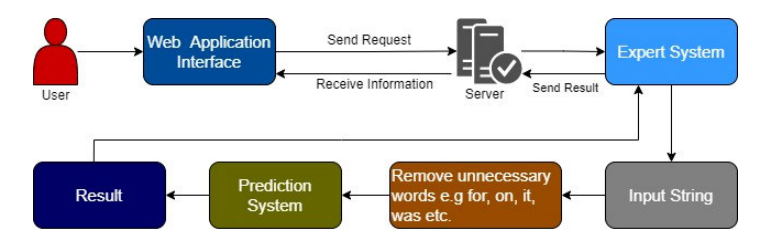 Web Application
Interface
Send Request
Expert System
Receive Information
Send Result
User
Server
Result
Prediction
System
Remove unnecessary
words e.g for, on, it,
was etc.
Input String